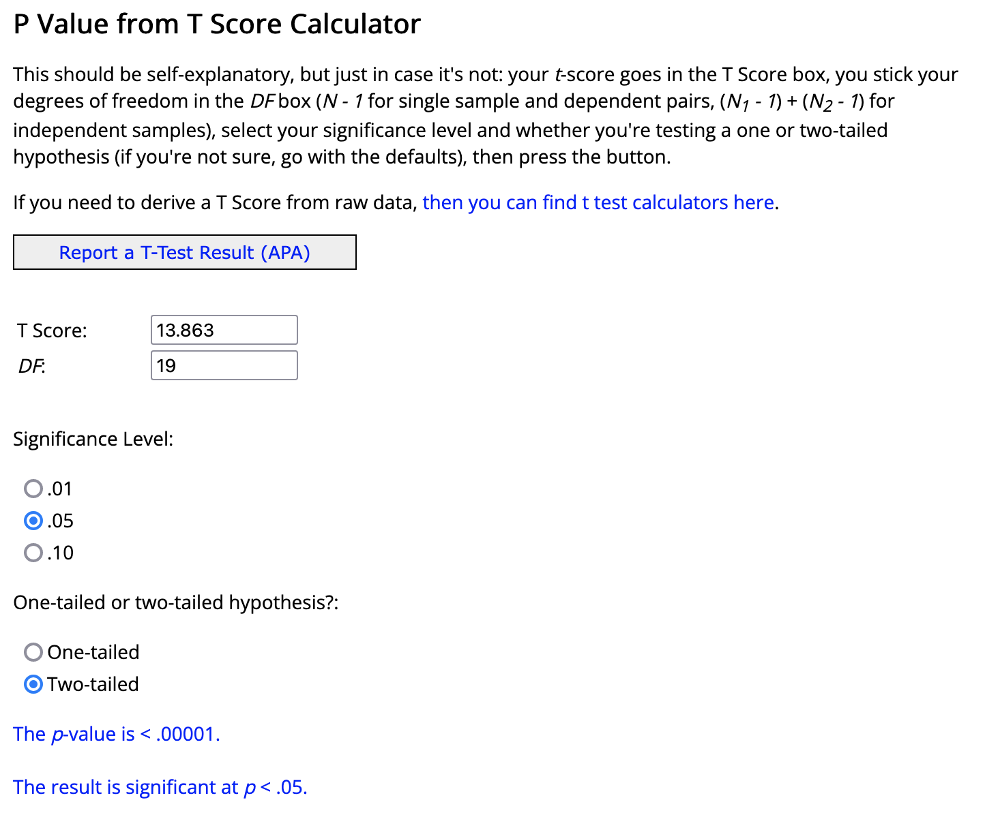 P Value from T Score Calculator
This should be self-explanatory, but just in case it's not: your t-score goes in the T Score box, you stick your
degrees of freedom in the DF box (N - 1 for single sample and dependent pairs, (N₁ - 1) + (N₂ - 1) for
independent samples), select your significance level and whether you're testing a one or two-tailed
hypothesis (if you're not sure, go with the defaults), then press the button.
If you need to derive a T Score from raw data, then you can find t test calculators here.
Report a T-Test Result (APA)
T Score: 13.863
DF: 19
Significance Level:
.01
.05
.10
One-tailed or two-tailed hypothesis?:
One-tailed
Two-tailed
The p-value is < .00001.
The result is significant at p < .05.